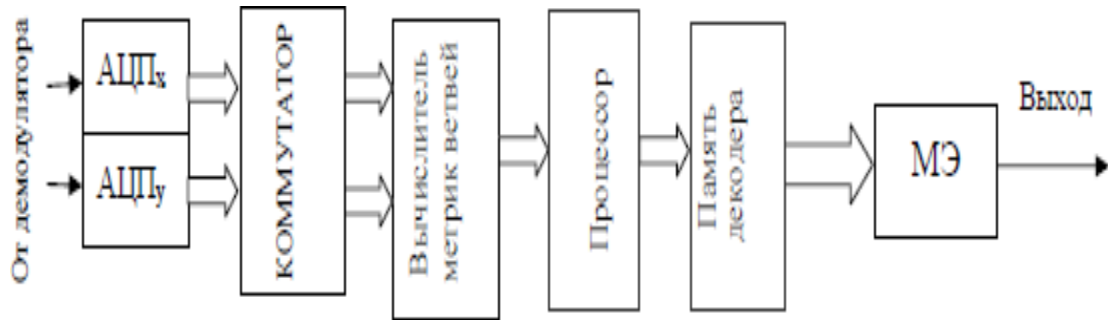 От демодулятора
АЦПх
АЦПу
КОММУТАТОР
Вычислитель
метрик ветвей
Процессор
Память
декодера
МЭ
Выход